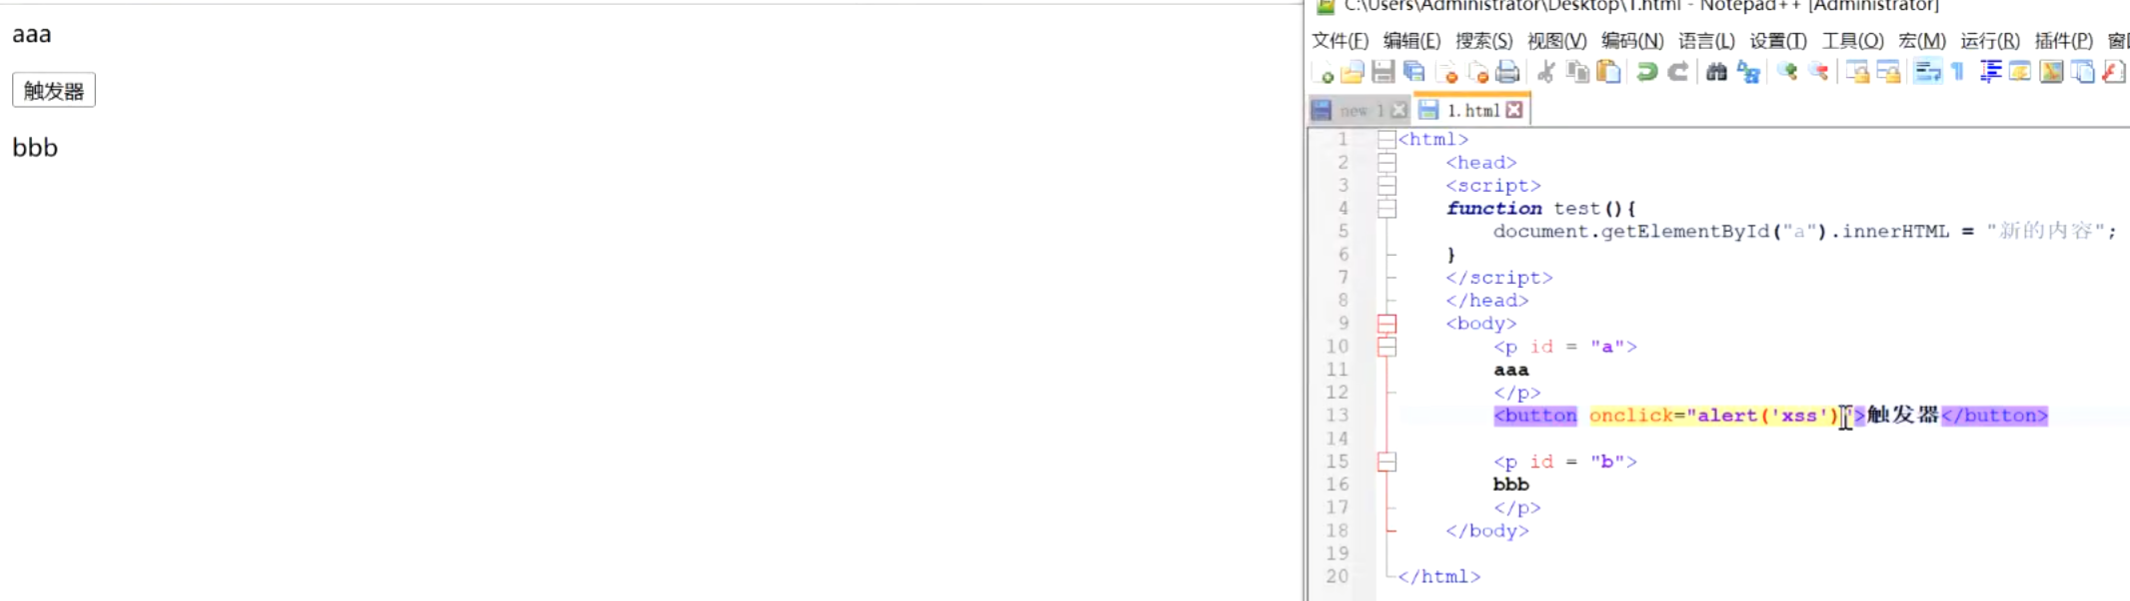 aaa
触发器
bbb
C:\Users\Administrator\Desktop\1.html - Notepad++ [Administrator]
文件(F) 编辑(E) 搜索(S) 视图(V) 编码(N) 语言(L) 设置(T) 工具(O) 宏(M) 运行(R) 插件(P) 窗
new 1 1.html
1 <html>
2 <head>
3 <script>
4 function test(){
5 document.getElementById("a").innerHTML = "新的内容";
6 }
7 </script>
8 </head>
9 <body>
10 <p id = "a">
11 aaa
12 </p>
13 <button onclick="alert('xss')">触发器</button>
14
15 <p id = "b">
16 bbb
17 </p>
18 </body>
19
20 </html>